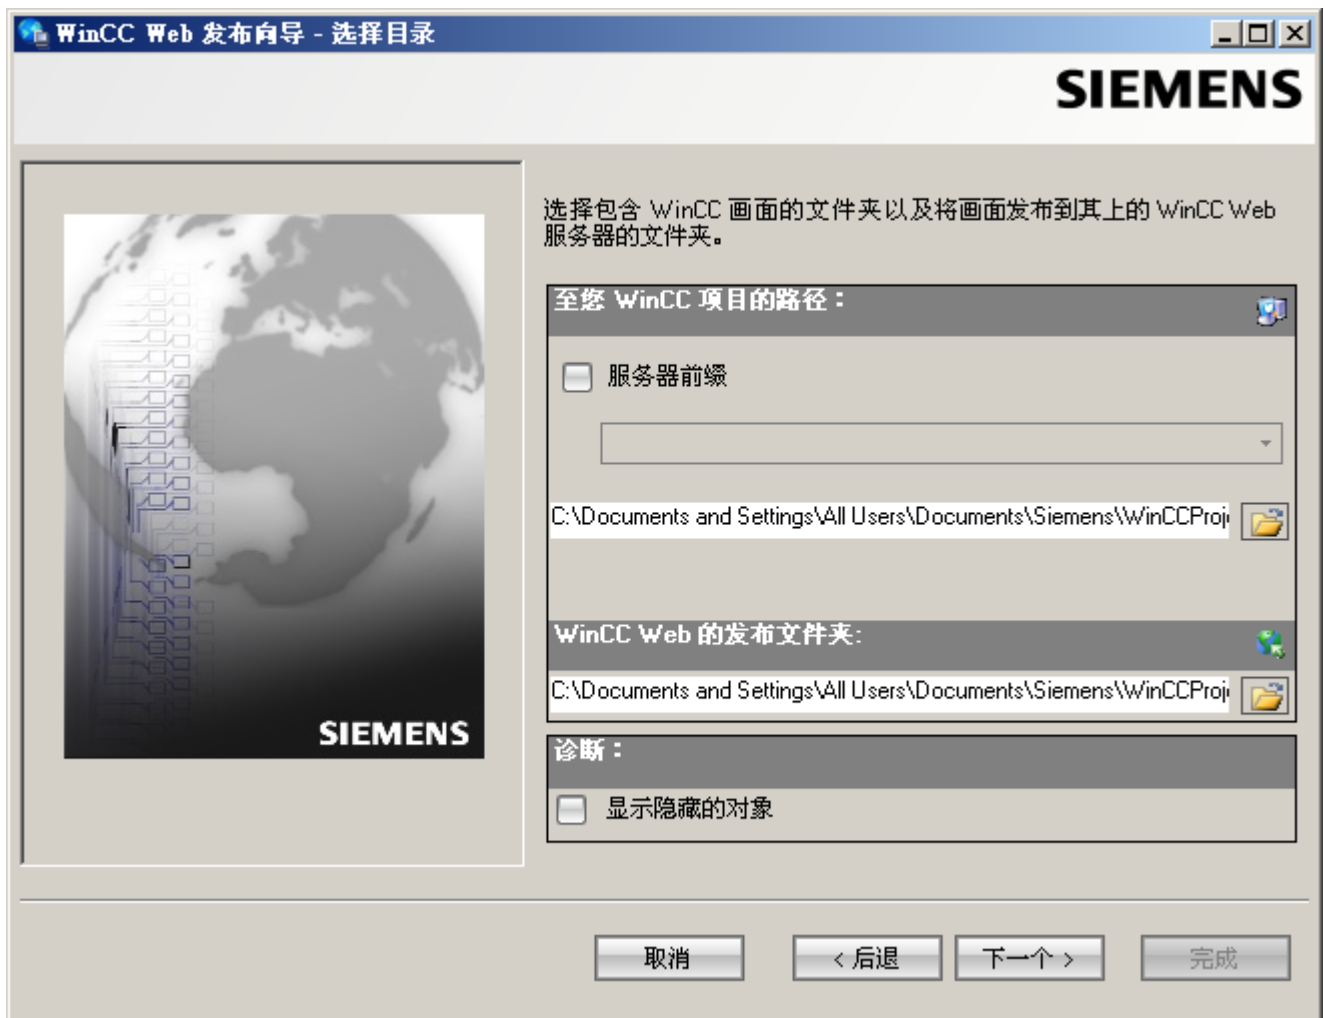 WinCC Web 发布向导 - 选择目录
SIEMENS
选择包含 WinCC 画面的文件夹以及将画面发布到其上的 WinCC Web
服务器的文件夹。
至您 WinCC 项目的路径：
服务器前缀
C:\Documents and Settings\All Users\Documents\Siemens\WinCCProj
WinCC Web 的发布文件夹:
C:\Documents and Settings\All Users\Documents\Siemens\WinCCProj
SIEMENS
诊断：
显示隐藏的对象
取消
< 后退
下一个 >
完成